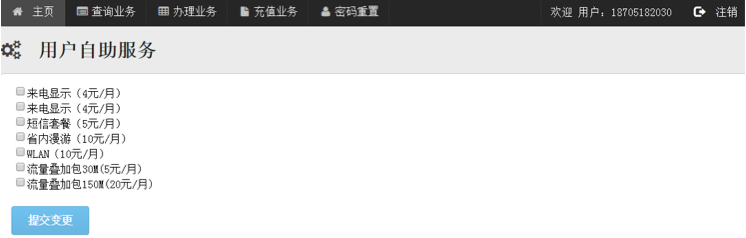 主页 查询业务 办理业务 充值业务 密码重置 欢迎 用户：18705182030 注销
用户自助服务
来电显示（4元/月）
来电显示（4元/月）
短信套餐（5元/月）
省内漫游（10元/月）
WLAN（10元/月）
流量叠加包30M(5元/月)
流量叠加包150M(20元/月)
提交变更